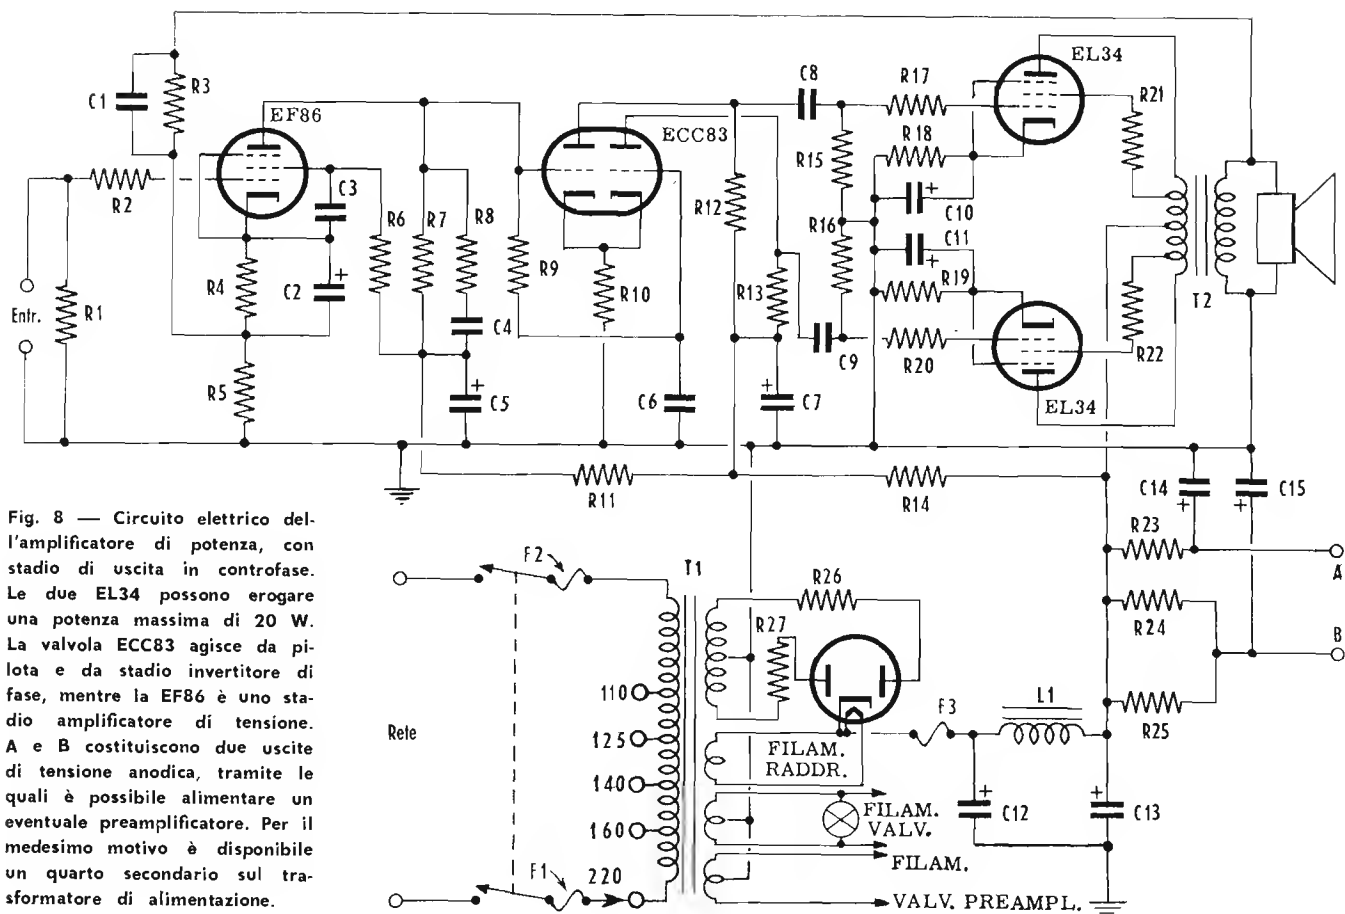 C1
R3
EF86
R2
Entr.
R1
R4
R5
C3
C2
R6
R7
R8
C4
C5
R9
ECC83
R10
C6
R12
R13
C7
C8
R15
R16
C9
R17
R18
C10
C11
R19
R20
EL34
EL34
R21
R22
T2
R11
R14
C14
C15
R23
A
R24
B
R25
Fig. 8 — Circuito elettrico del-
l'amplificatore di potenza, con
stadio di uscita in controfase.
Le due EL34 possono erogare
una potenza massima di 20 W.
La valvola ECC83 agisce da pi-
lota e da stadio invertitore di
fase, mentre la EF86 è uno sta-
dio amplificatore di tensione.
A e B costituiscono due uscite
di tensione anodica, tramite le
quali è possibile alimentare un
eventuale preamplificatore. Per il
medesimo motivo è disponibile
un quarto secondario sul tra-
sformatore di alimentazione.
F2
T1
R26
R27
Rete
110
125
140
160
220
F1
FILAM.
RADDR.
F3
L1
C12
C13
FILAM.
VALV.
FILAM.
VALV. PREAMPL.